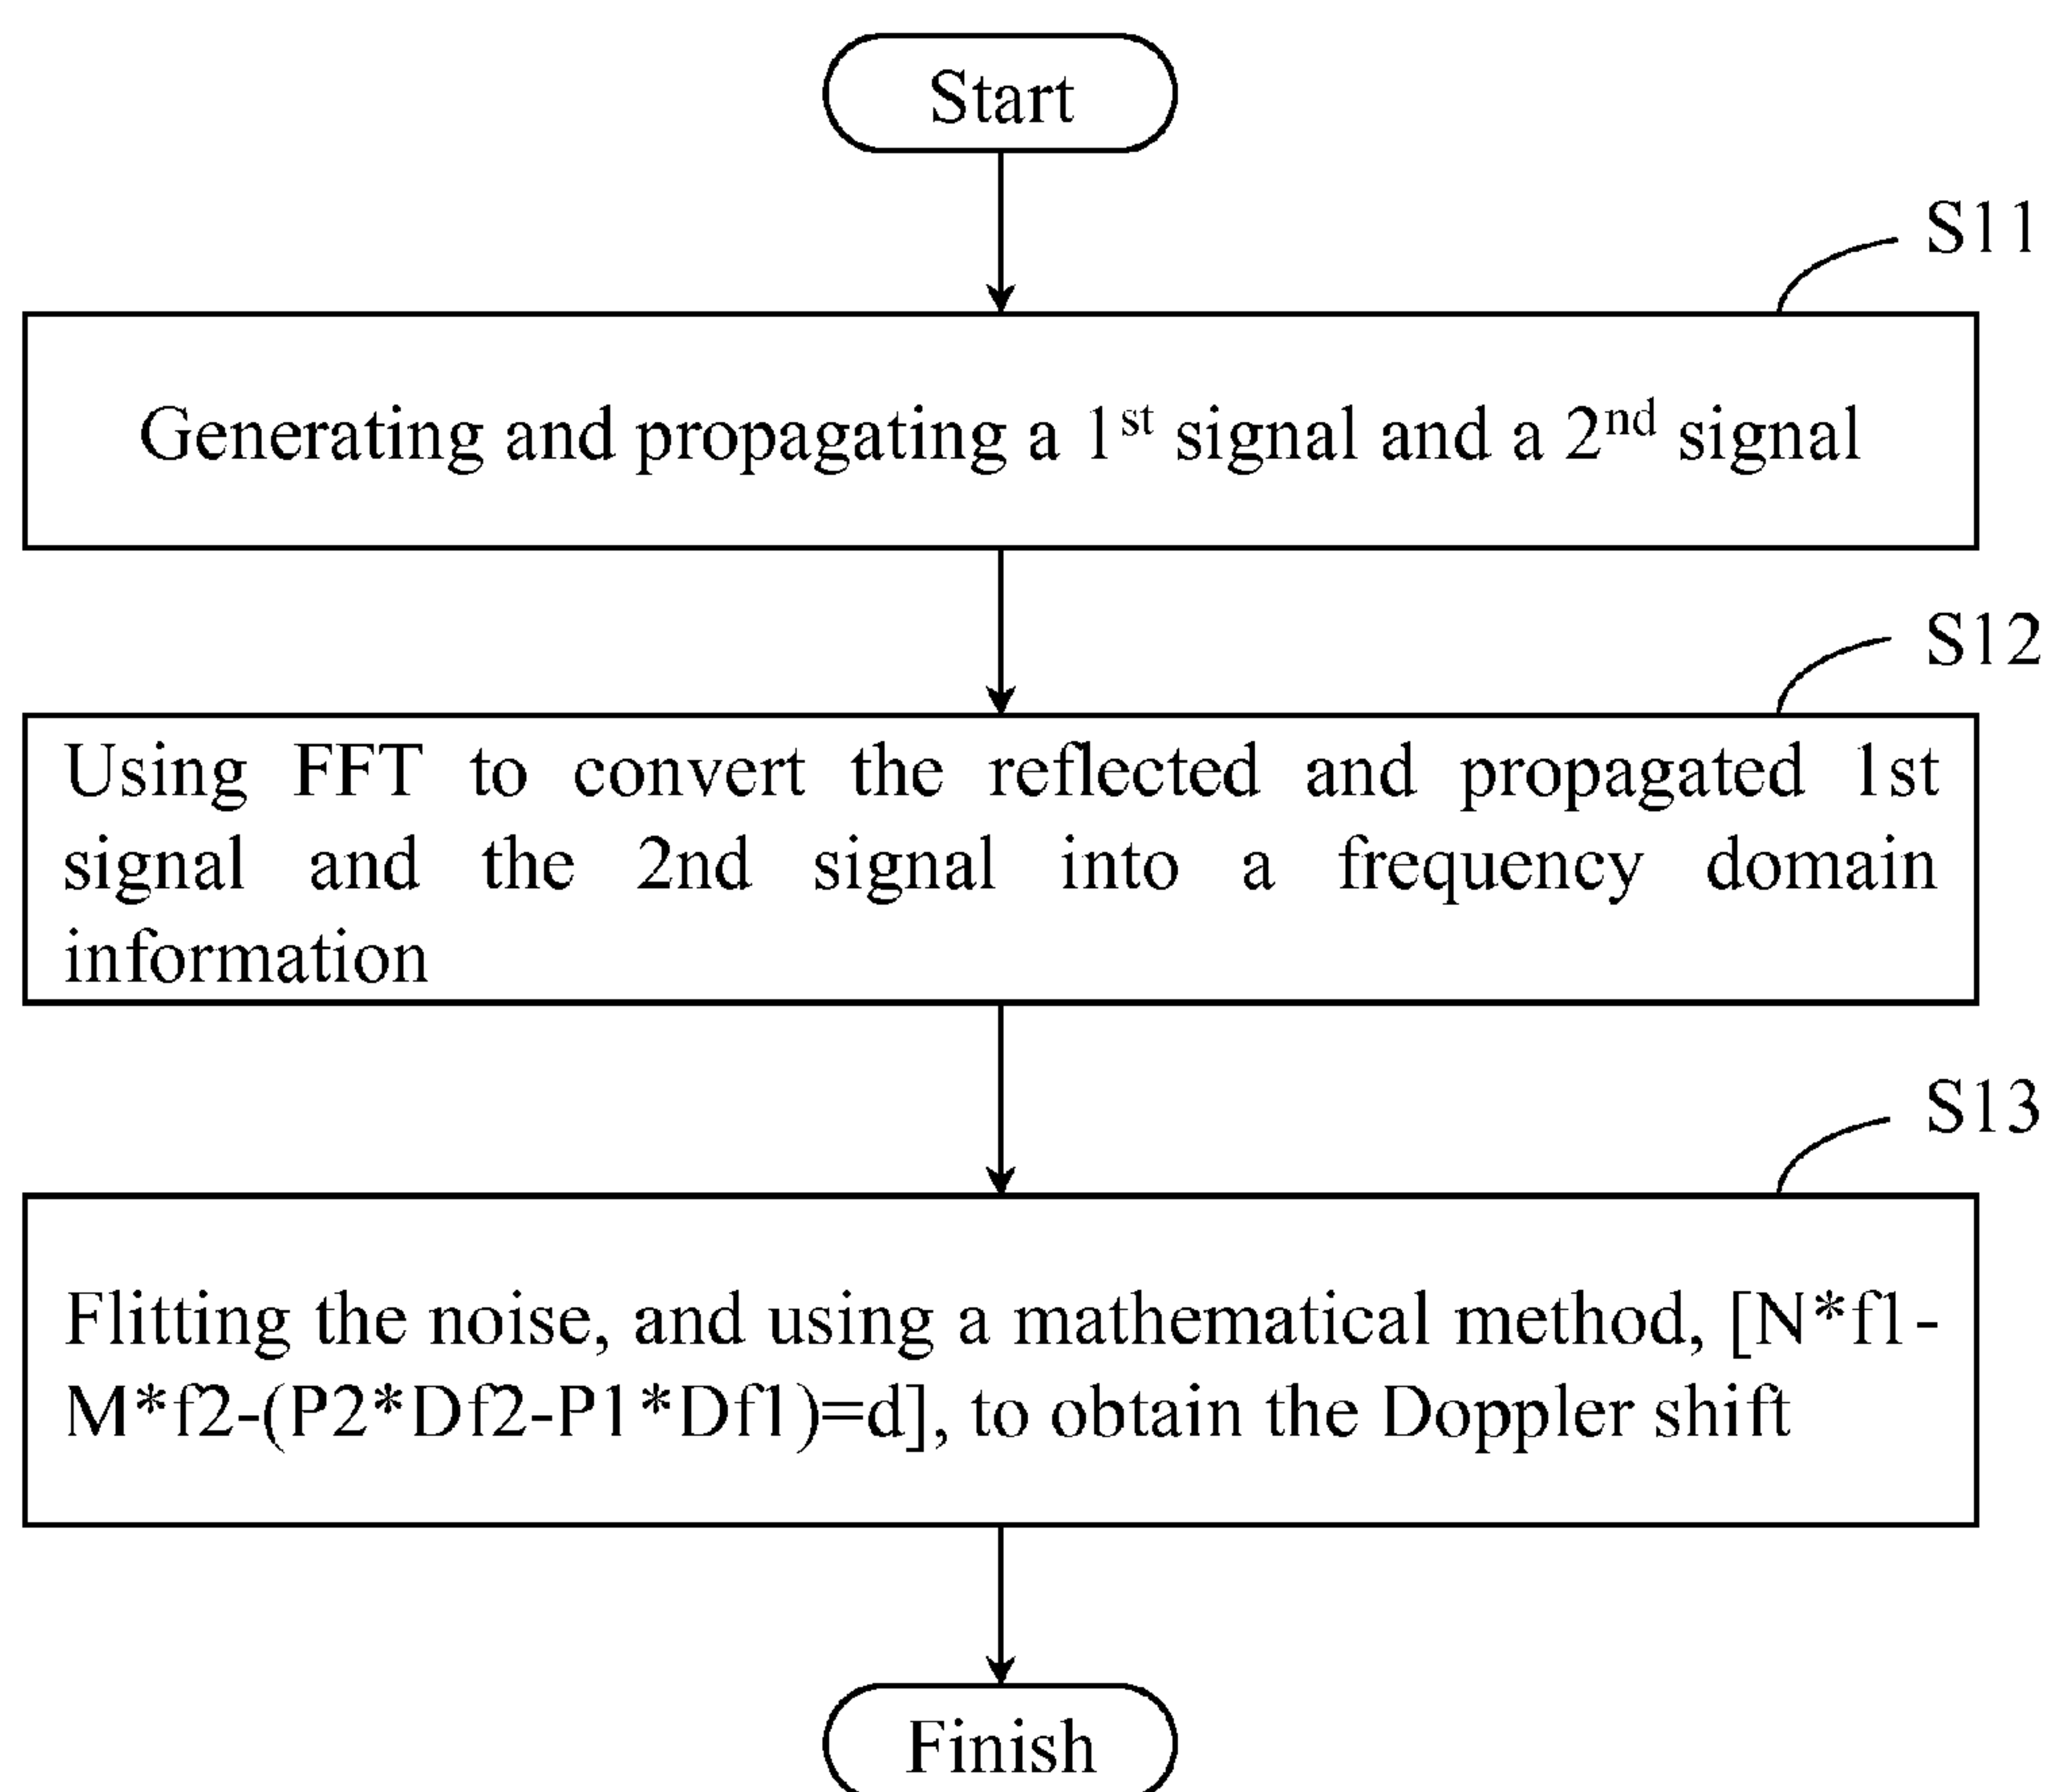 Start
S11
Generating and propagating a 1st signal and a 2nd signal
S12
Using FFT to convert the reflected and propagated 1st
signal and the 2nd signal into a frequency domain
information
S13
Flitting the noise, and using a mathematical method, [N*f1-
M*f2-(P2*Df2-P1*Df1)=d], to obtain the Doppler shift
Finish